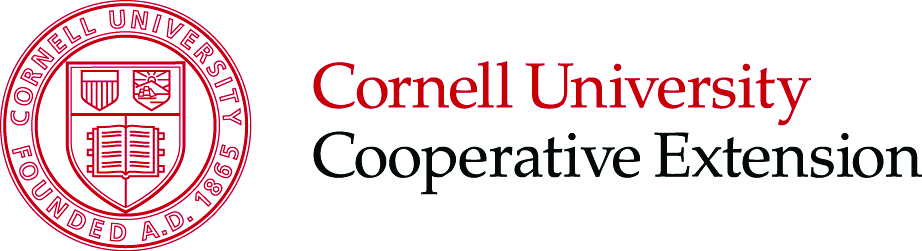 CORNELL UNIVERSITY
FOUNDED A.D. 1865
Cornell University
Cooperative Extension